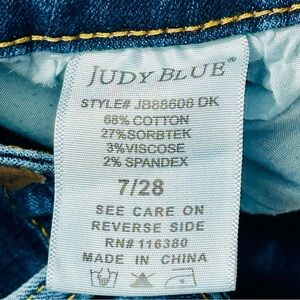 JUDY BLUE®
STYLE# JB88608 DK
68% COTTON
27%SORBTEK
3%VISCOSE
2% SPANDEX
7/28
SEE CARE ON
REVERSE SIDE
RN# 116380
MADE IN CHINA